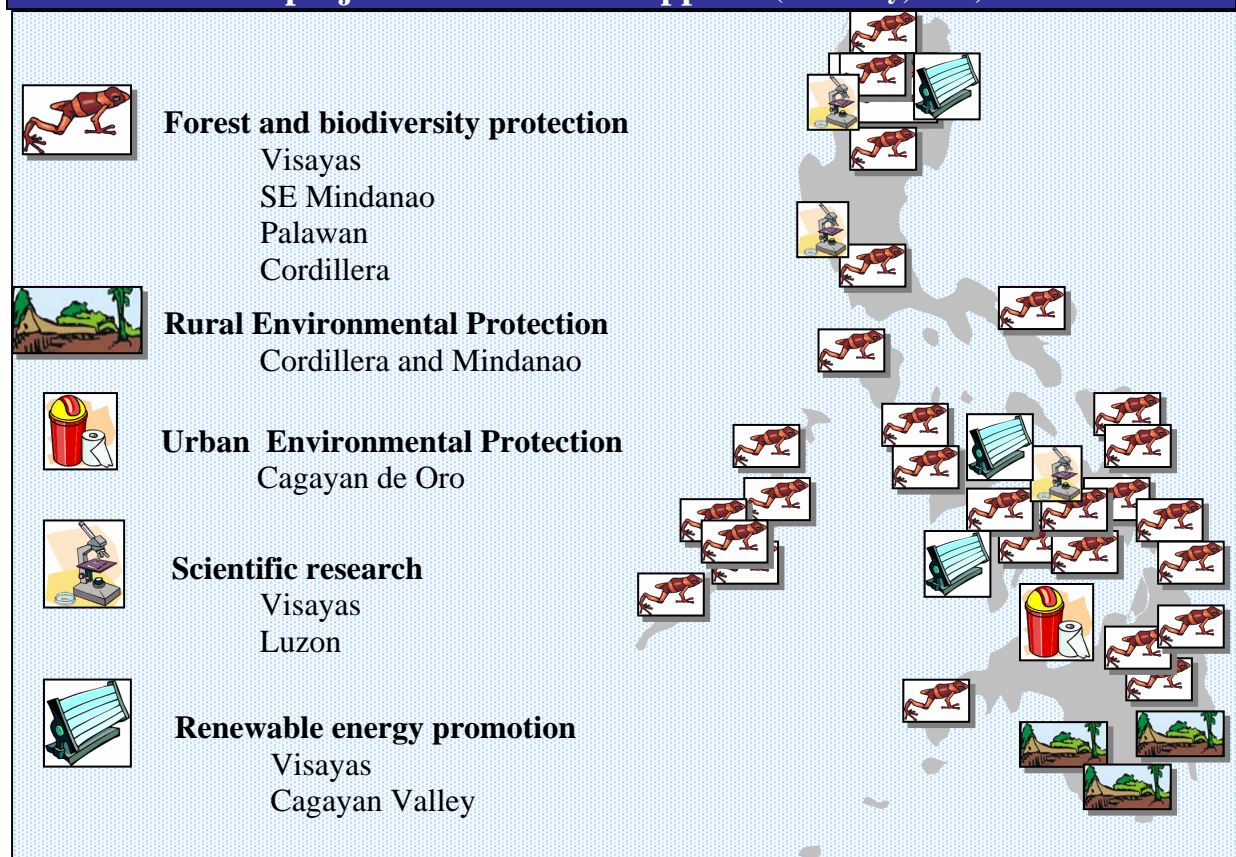 Forest and biodiversity protection
Visayas
SE Mindanao
Palawan
Cordillera
Rural Environmental Protection
Cordillera and Mindanao
Urban Environmental Protection
Cagayan de Oro
Scientific research
Visayas
Luzon
Renewable energy promotion
Visayas
Cagayan Valley